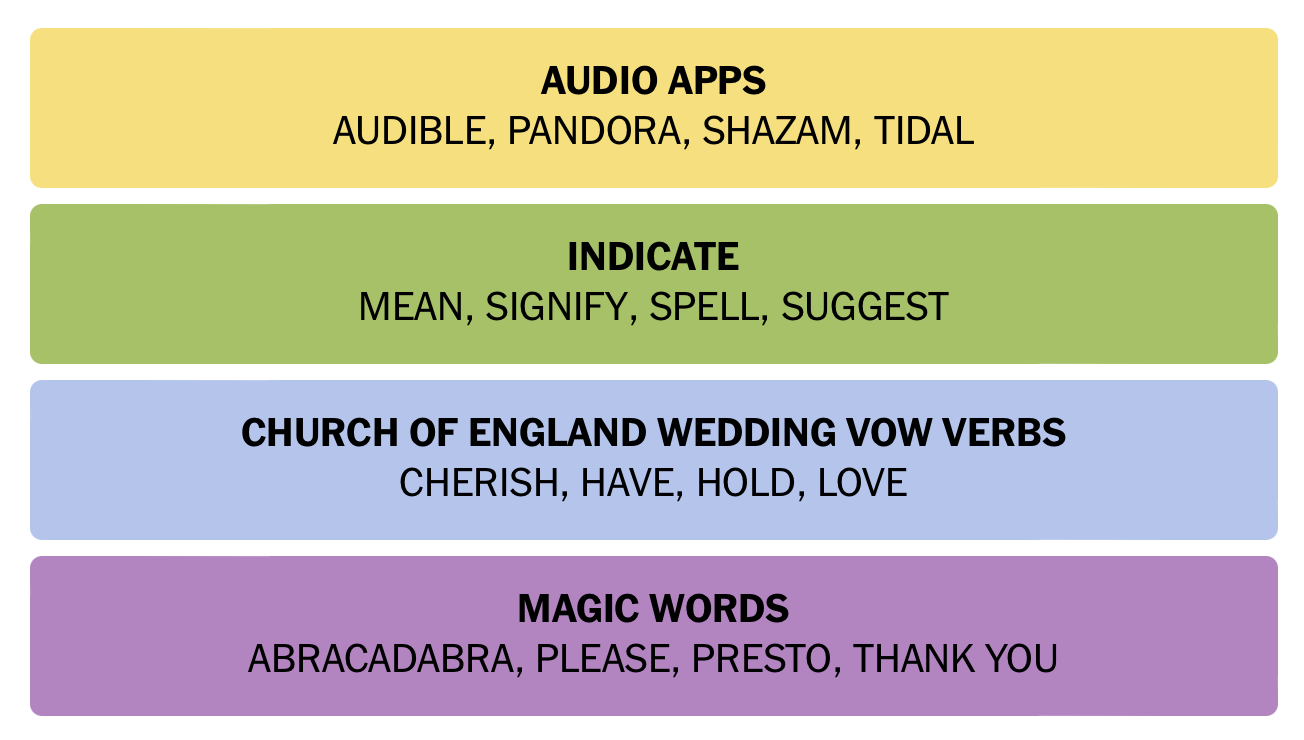 AUDIO APPS
AUDIBLE, PANDORA, SHAZAM, TIDAL
INDICATE
MEAN, SIGNIFY, SPELL, SUGGEST
CHURCH OF ENGLAND WEDDING VOW VERBS
CHERISH, HAVE, HOLD, LOVE
MAGIC WORDS
ABRACADABRA, PLEASE, PRESTO, THANK YOU